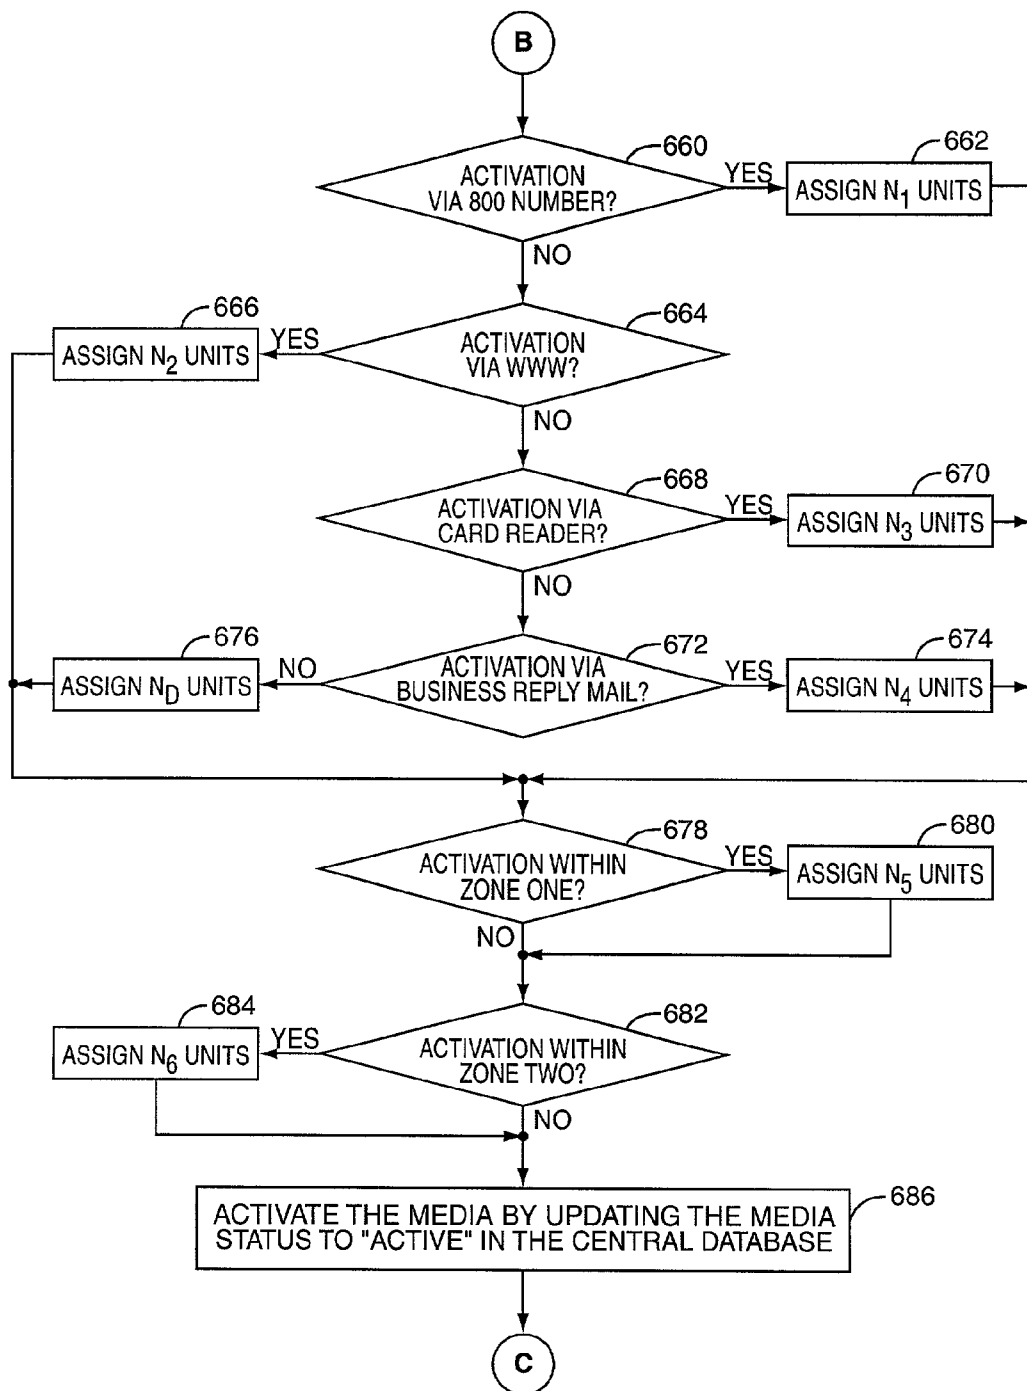 B
660
ACTIVATION
VIA 800 NUMBER?
YES
662
ASSIGN N1 UNITS
NO
666
ASSIGN N2 UNITS
YES
664
ACTIVATION
VIA WWW?
NO
668
ACTIVATION VIA
CARD READER?
YES
670
ASSIGN N3 UNITS
NO
676
ASSIGN ND UNITS
NO
672
ACTIVATION VIA
BUSINESS REPLY MAIL?
YES
674
ASSIGN N4 UNITS
678
ACTIVATION WITHIN
ZONE ONE?
YES
680
ASSIGN N5 UNITS
NO
684
ASSIGN N6 UNITS
YES
682
ACTIVATION WITHIN
ZONE TWO?
NO
686
ACTIVATE THE MEDIA BY UPDATING THE MEDIA
STATUS TO "ACTIVE" IN THE CENTRAL DATABASE
C